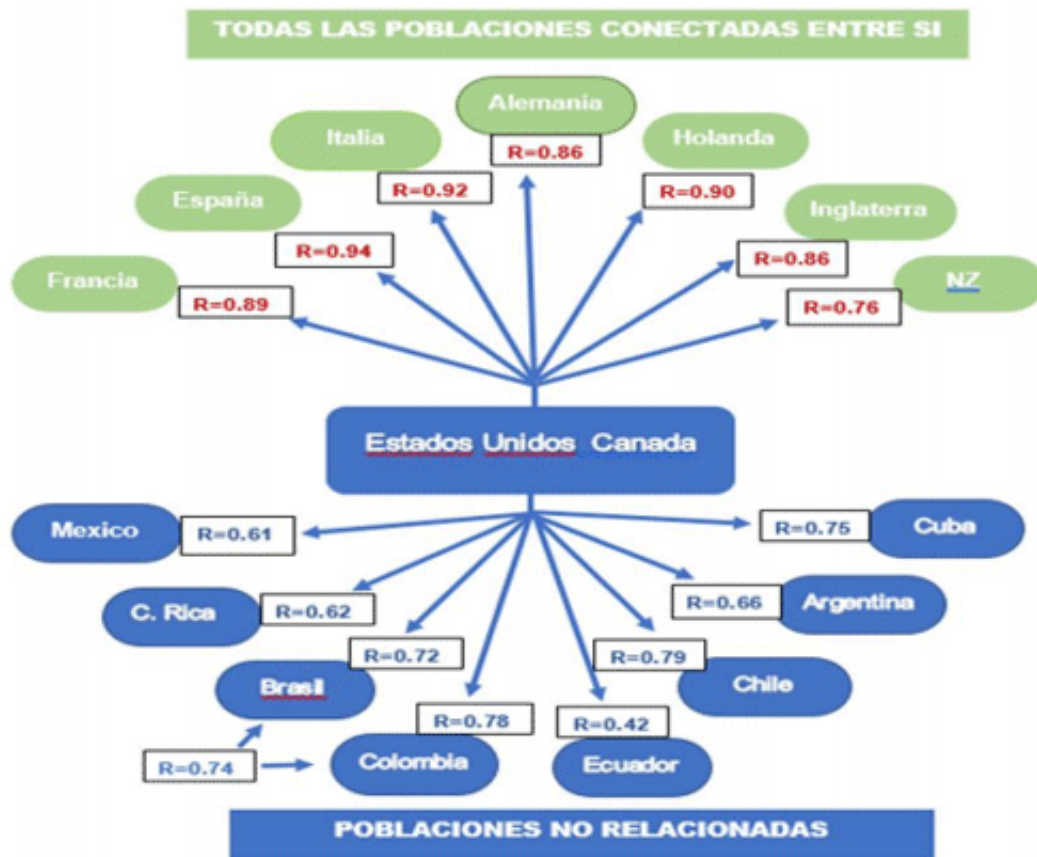 TODAS LAS POBLACIONES CONECTADAS ENTRE SI
Alemania
R=0.86
Italia
R=0.92
Holanda
R=0.90
España
R=0.94
Inglaterra
R=0.86
Francia
R=0.89
NZ
R=0.76
Estados Unidos Canada
Mexico
R=0.61
R=0.75
Cuba
C. Rica
R=0.62
R=0.66
Argentina
R=0.72
Brasil
R=0.79
Chile
R=0.78
Colombia
R=0.42
Ecuador
R=0.74
POBLACIONES NO RELACIONADAS